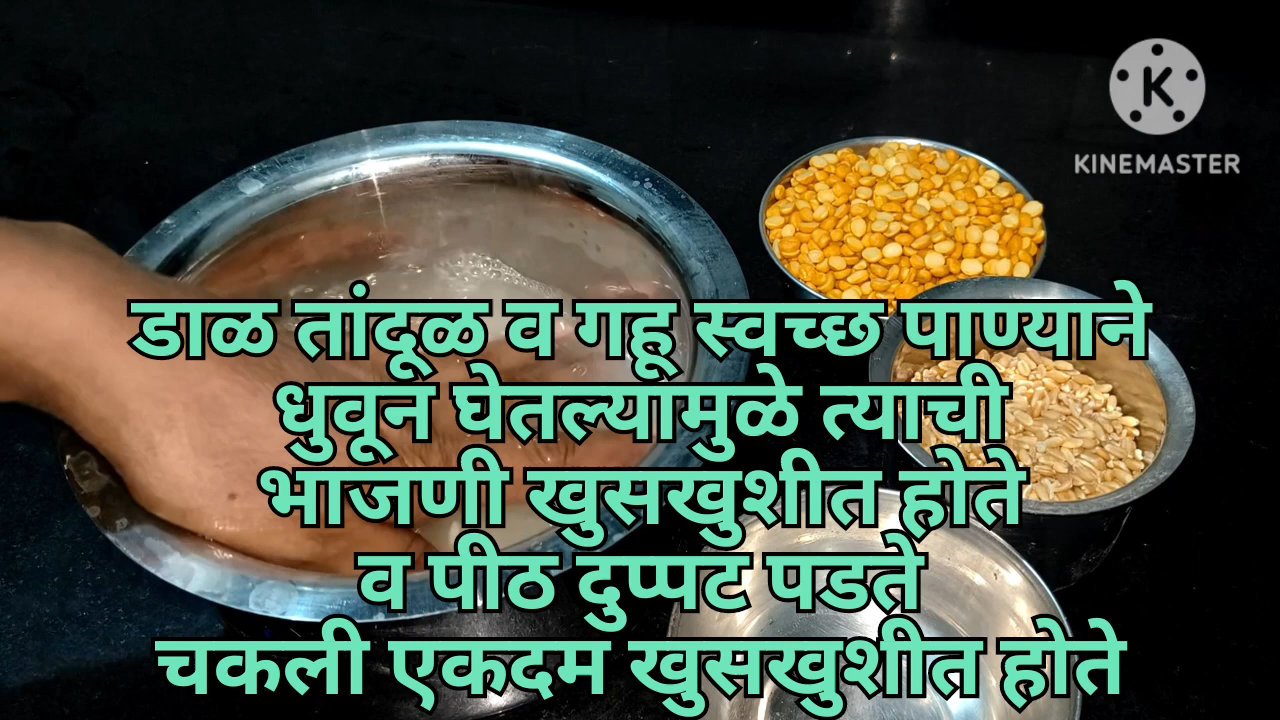 KINEMASTER
डाळ तांदूळ व गहू स्वच्छ पाण्याने
धुवून घेतल्यामुळे त्याची
भाजणी खुसखुशीत होते
व पीठ दुप्पट पडते
चकली एकदम खुसखुशीत होते